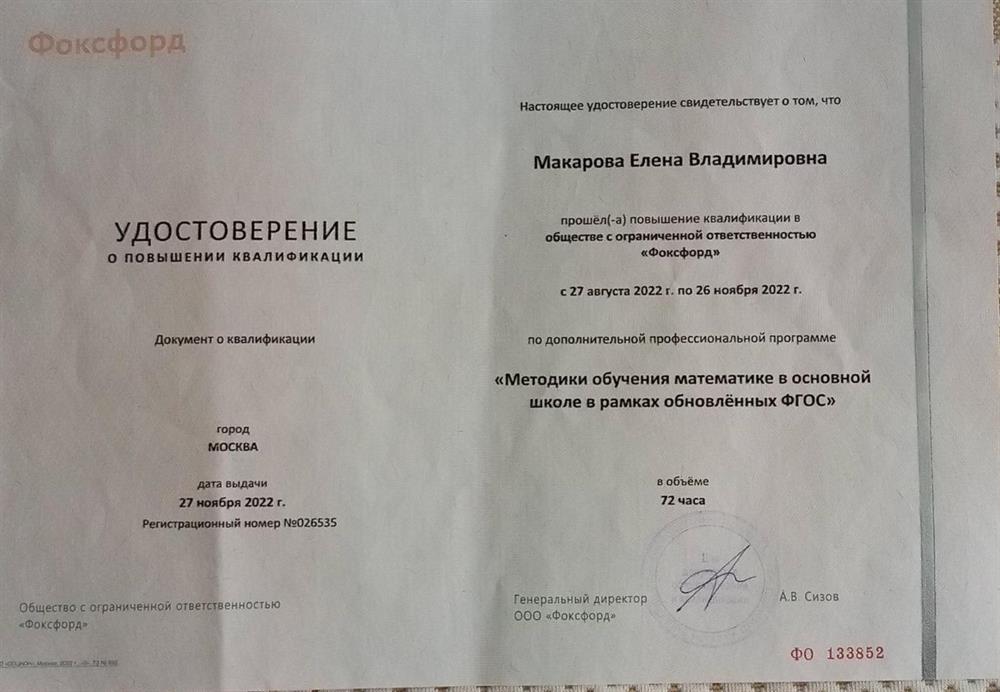 Фоксфорд
УДОСТОВЕРЕНИЕ
О ПОВЫШЕНИИ КВАЛИФИКАЦИИ
Документ о квалификации
город
МОСКВА
дата выдачи
27 ноября 2022 г.
Регистрационный номер №026535
Общество с ограниченной ответственностью
«Фоксфорд»
Настоящее удостоверение свидетельствует о том, что
Макарова Елена Владимировна
прошёл(-а) повышение квалификации в
обществе с ограниченной ответственностью
«Фоксфорд»
с 27 августа 2022 г. по 26 ноября 2022 г.
по дополнительной профессиональной программе
«Методики обучения математике в основной
школе в рамках обновлённых ФГОС»
в объёме
72 часа
Генеральный директор
ООО «Фоксфорд»
А.В. Сизов
ФО 133852